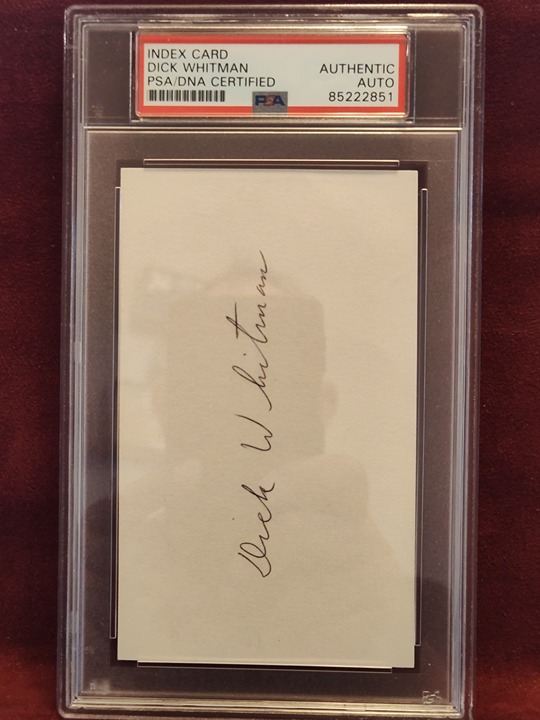 INDEX CARD
DICK WHITMAN
PSA/DNA CERTIFIED
AUTHENTIC
AUTO
85222851
PSA
Dick Whitman